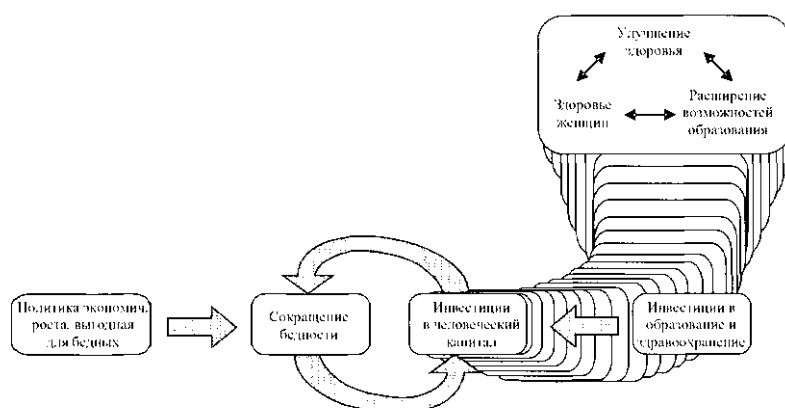 Улучшение
здоровья
Здоровье
женщин
Расширение
возможностей
образования
Политика экономич.
роста, выгодная
для бедных
Сокращение
бедности
Инвестиции
в человеческий
капитал
Инвестиции в
образование и
здравоохранение